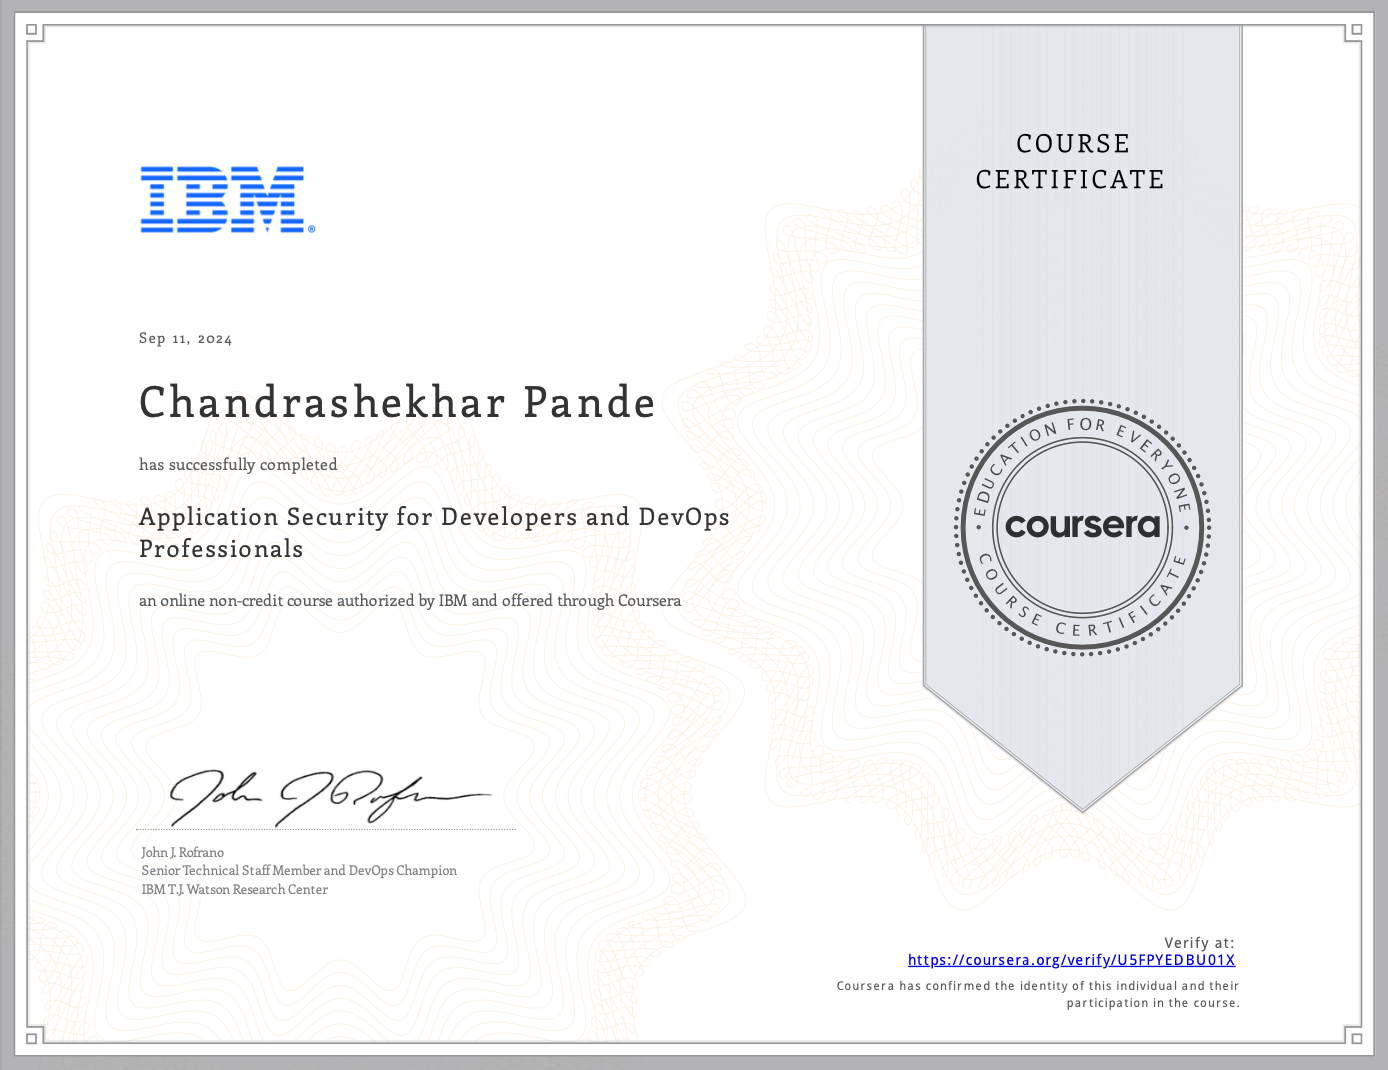 COURSE
CERTIFICATE
IBM®
Sep 11, 2024
Chandrashekhar Pande
has successfully completed
Application Security for Developers and DevOps
Professionals
an online non-credit course authorized by IBM and offered through Coursera
EDUCATION FOR EVERYONE
coursera
COURSE CERTIFICATE
John J Rofrano
John J. Rofrano
Senior Technical Staff Member and DevOps Champion
IBM T.J. Watson Research Center
Verify at:
https://coursera.org/verify/U5FPYEDBU01X
Coursera has confirmed the identity of this individual and their
participation in the course.